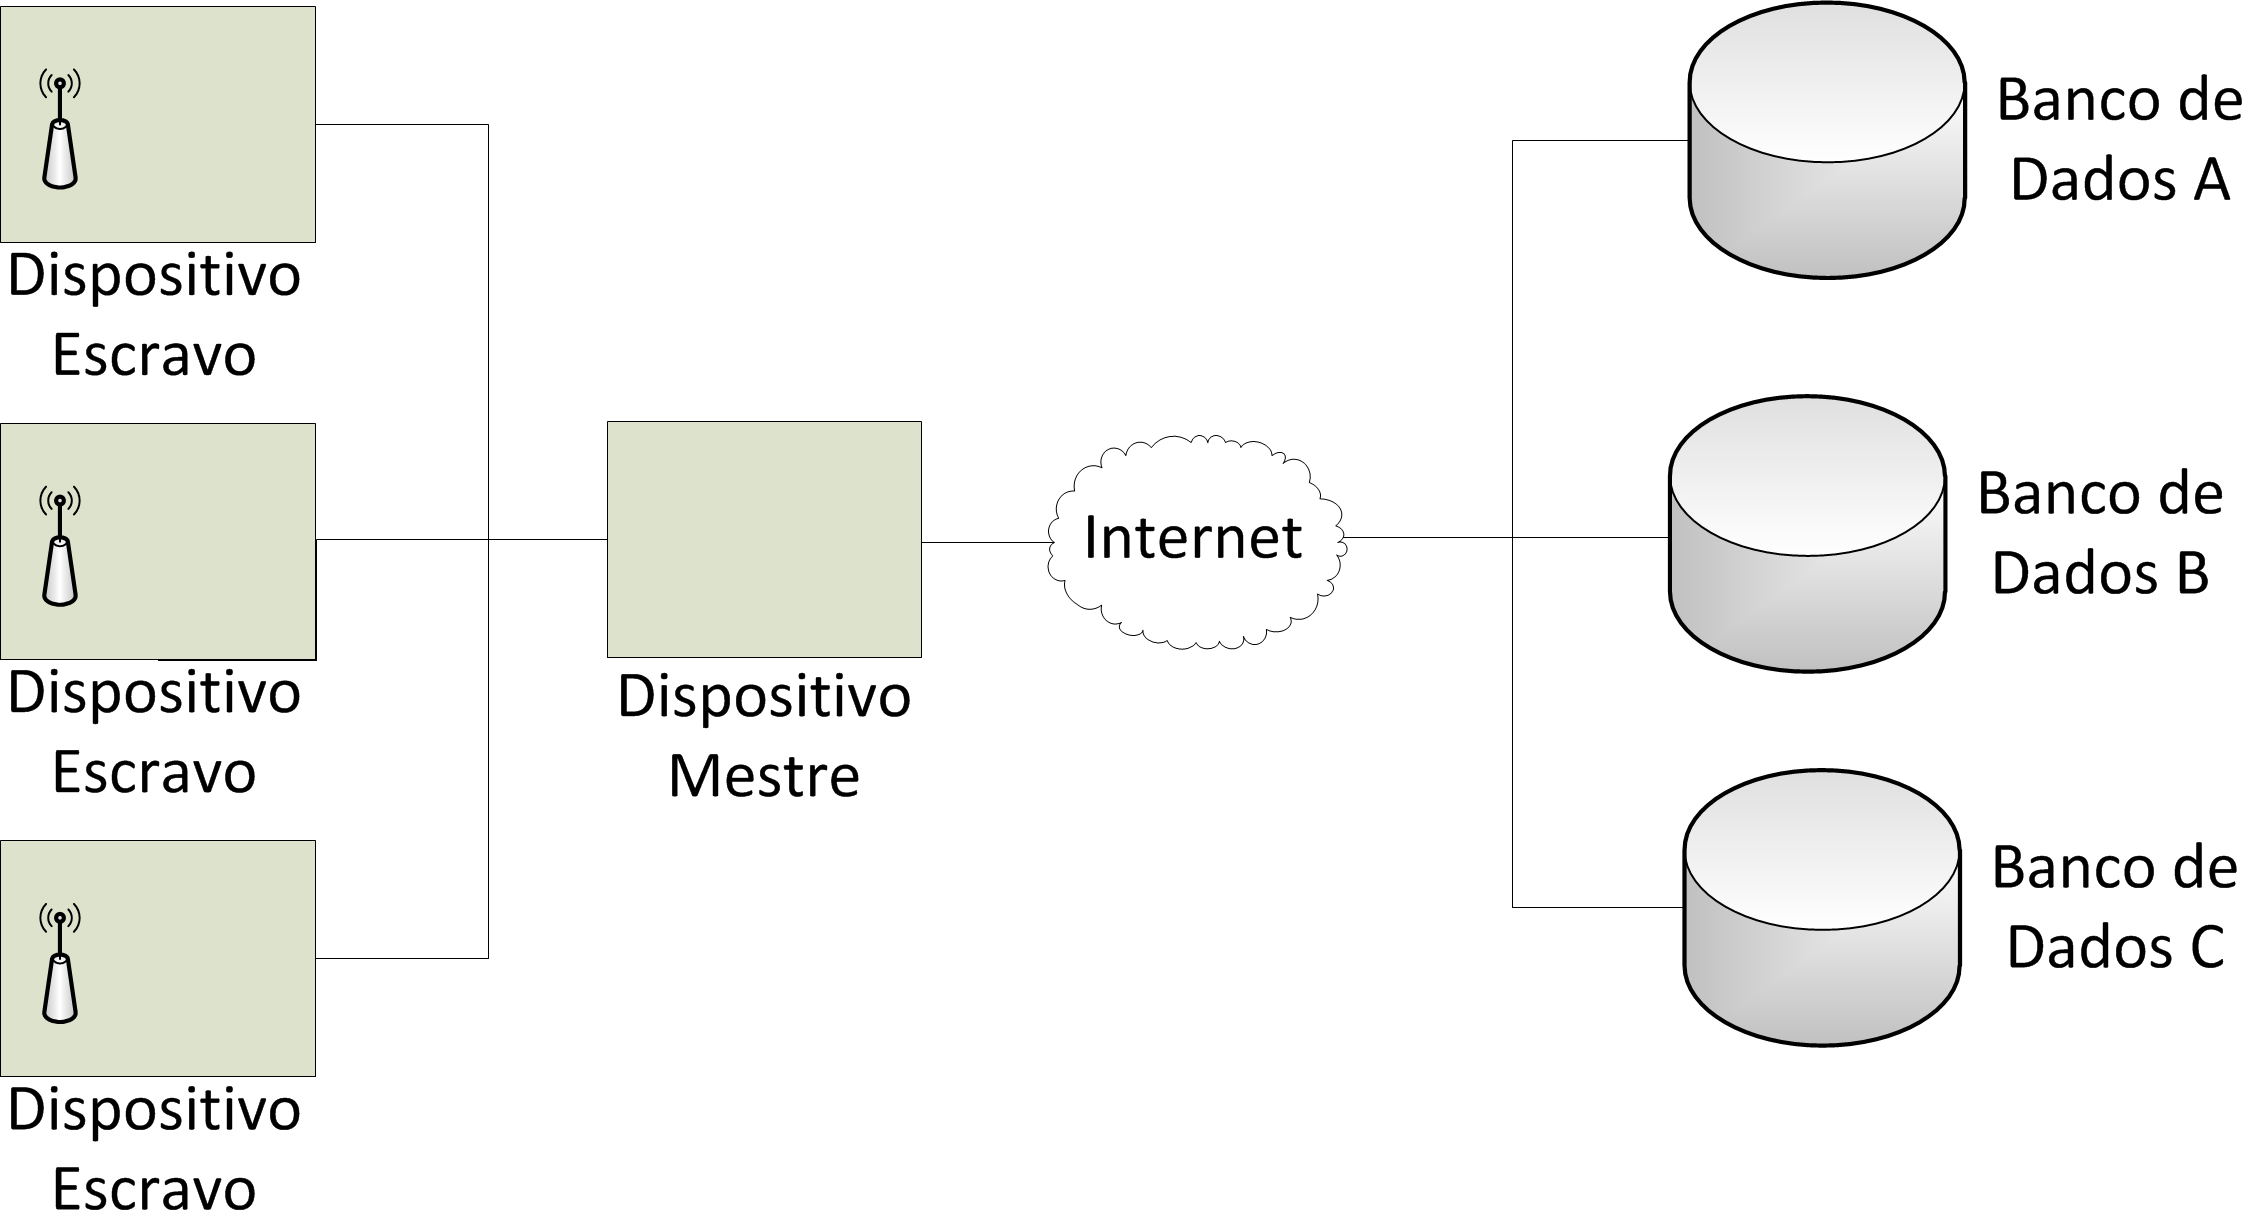 Dispositivo
Escravo
Dispositivo
Escravo
Dispositivo
Escravo
Dispositivo
Mestre
Internet
Banco de
Dados A
Banco de
Dados B
Banco de
Dados C